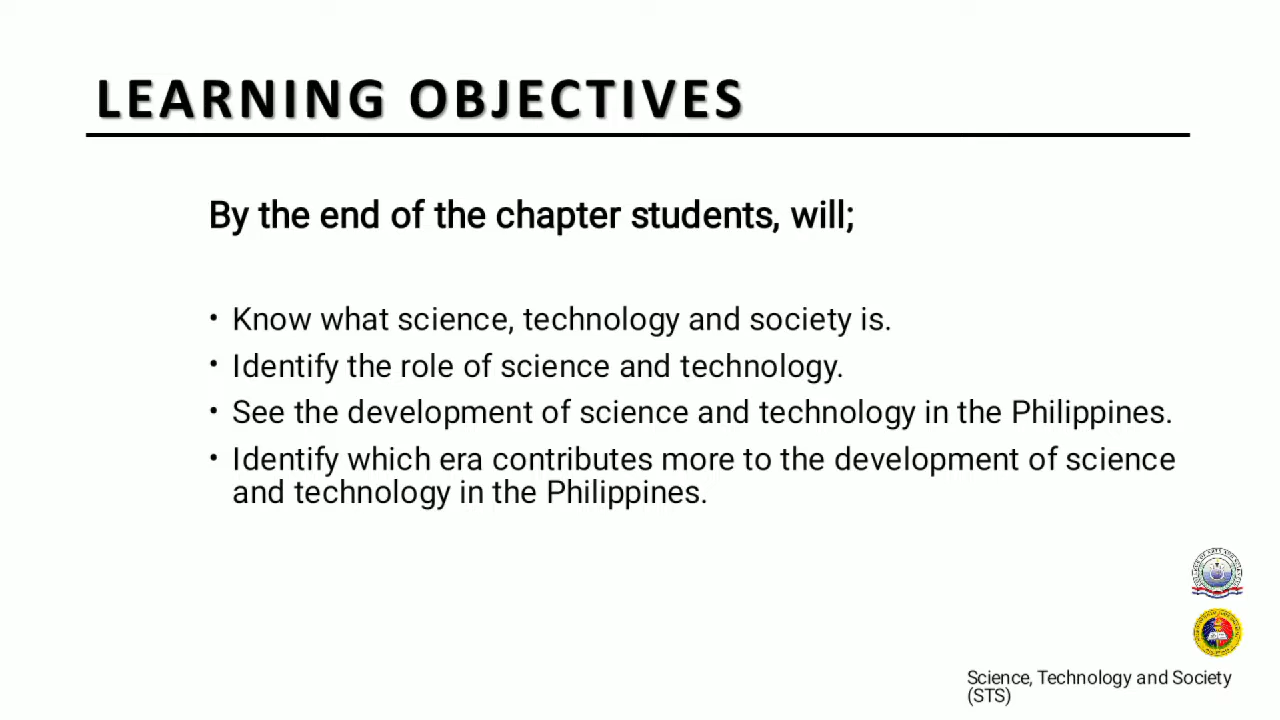 LEARNING OBJECTIVES
By the end of the chapter students, will;
• Know what science, technology and society is.
• Identify the role of science and technology.
• See the development of science and technology in the Philippines.
• Identify which era contributes more to the development of science
and technology in the Philippines.
Science, Technology and Society
(STS)